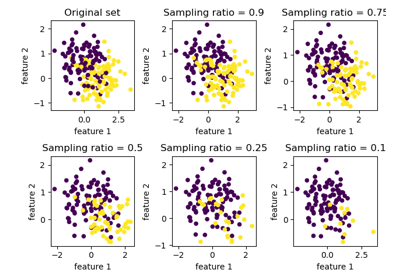 Original set
Sampling ratio = 0.9
Sampling ratio = 0.75
feature 2
2
1
0
−1
0.0
2.5
feature 1
feature 2
2
1
0
−1
−2
0
2
feature 1
feature 2
2
1
0
−1
−2
0
2
feature 1
Sampling ratio = 0.5
Sampling ratio = 0.25
Sampling ratio = 0.1
feature 2
2
1
0
−2
0
2
feature 1
feature 2
2
1
0
−1
−2
0
2
feature 1
feature 2
2
1
0
0.0
2.5
feature 1